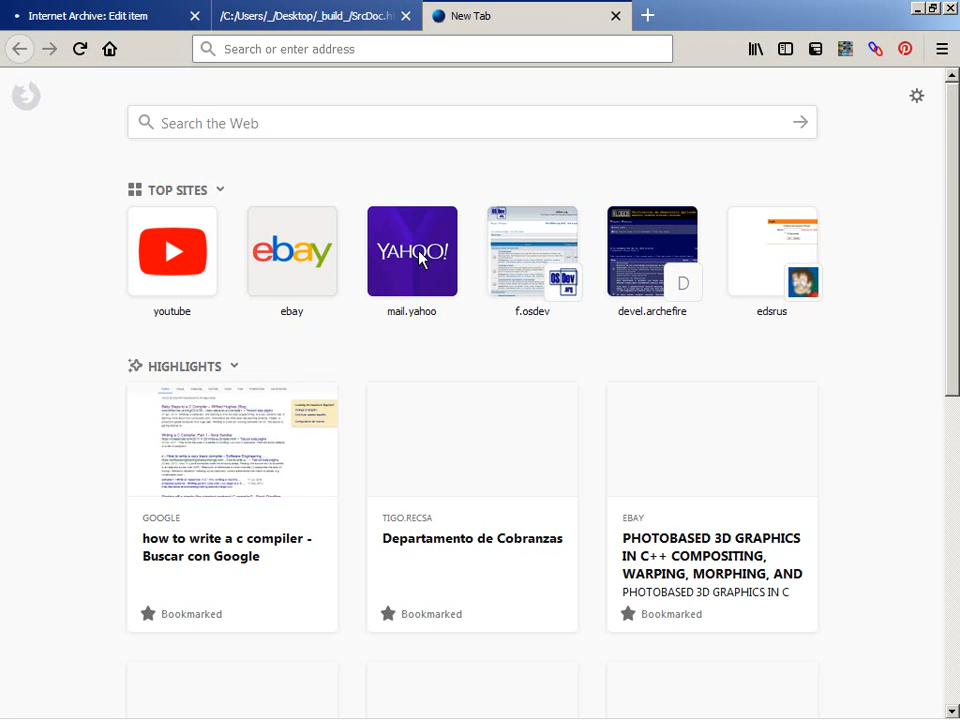 Internet Archive: Edit item
/C:/Users/_/Desktop/_build_/SrcDoc.h
New Tab
Search or enter address
Search the Web
TOP SITES
ebay
YAHOO!
OSDev
D
youtube
ebay
mail.yahoo
f.osdev
devel.archefire
edsrus
HIGHLIGHTS
GOOGLE
how to write a c compiler -
Buscar con Google
Bookmarked
TIGO.RECSA
Departamento de Cobranzas
Bookmarked
EBAY
PHOTOBASED 3D GRAPHICS
IN C++ COMPOSITING,
WARPING, MORPHING, AND
PHOTOBASED 3D GRAPHICS IN C
Bookmarked